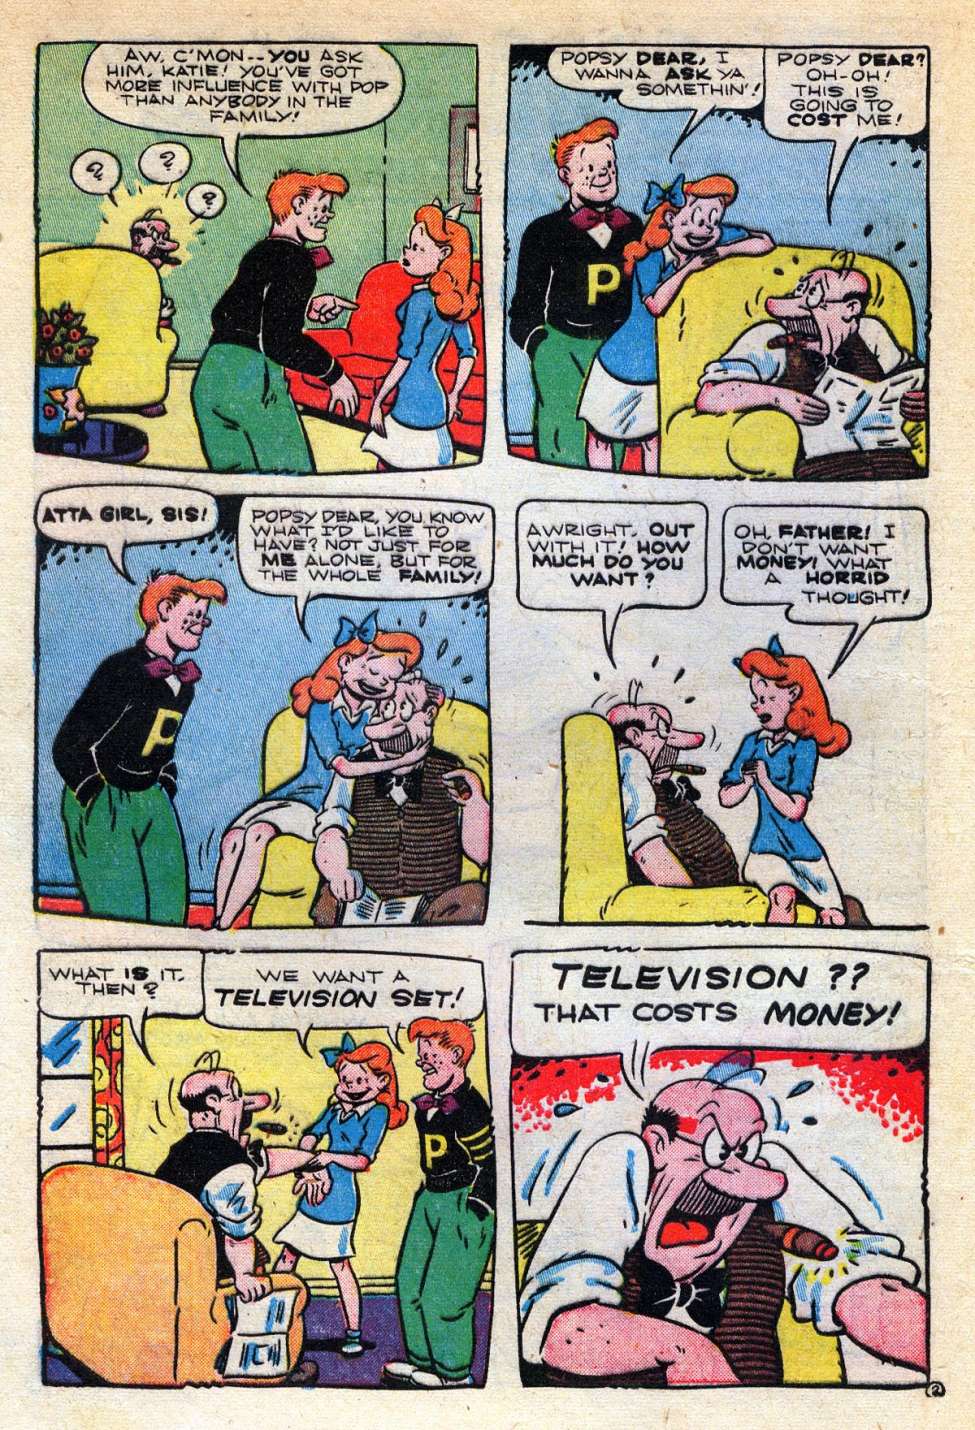 AW, C'MON--YOU ASK
HIM, KATIE! YOU'VE GOT
MORE INFLUENCE WITH POP
THAN ANYBODY IN THE
FAMILY!
?
?
?
POPSY DEAR, I
WANNA ASK YA
SOMETHIN'!
POPSY DEAR?
OH-OH!
THIS IS
GOING TO
COST ME!
P
ATTA GIRL, SIS!
POPSY DEAR, YOU KNOW
WHAT I'D LIKE TO
HAVE? NOT JUST FOR
ME ALONE, BUT FOR
THE WHOLE FAMILY!
P
AWRIGHT, OUT
WITH IT! HOW
MUCH DO YOU
WANT?
OH, FATHER! I
DON'T WANT
MONEY! WHAT
A HORRID
THOUGHT!
WHAT IS IT,
THEN?
WE WANT A
TELEVISION SET!
P
TELEVISION ??
THAT COSTS MONEY!
2